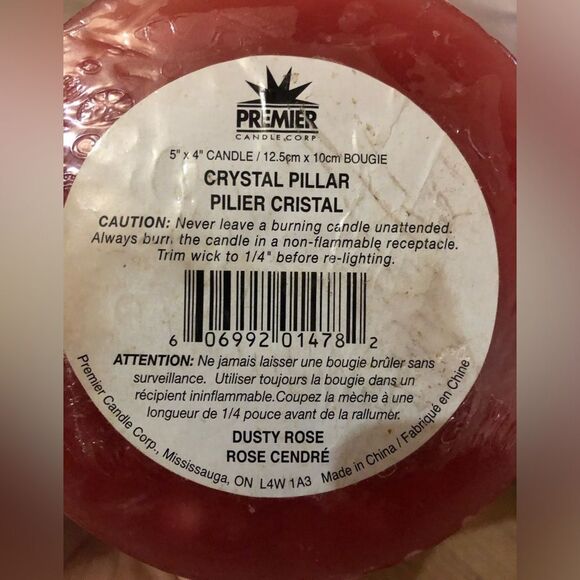 PREMIER
CANDLE CORP
5" x 4" CANDLE / 12.5cm x 10cm BOUGIE
CRYSTAL PILLAR
PILIER CRISTAL
CAUTION: Never leave a burning candle unattended.
Always burn the candle in a non-flammable receptacle.
Trim wick to 1/4" before re-lighting.
6 06992 01478 2
ATTENTION: Ne jamais laisser une bougie brûler sans
surveillance. Utiliser toujours la bougie dans un
récipient ininflammable.Coupez la mèche à une
longueur de 1/4 pouce avant de la rallumer.
DUSTY ROSE
ROSE CENDRÉ
Premier Candle Corp., Mississauga, ON L4W 1A3 Made in China / Fabriqué en Chine